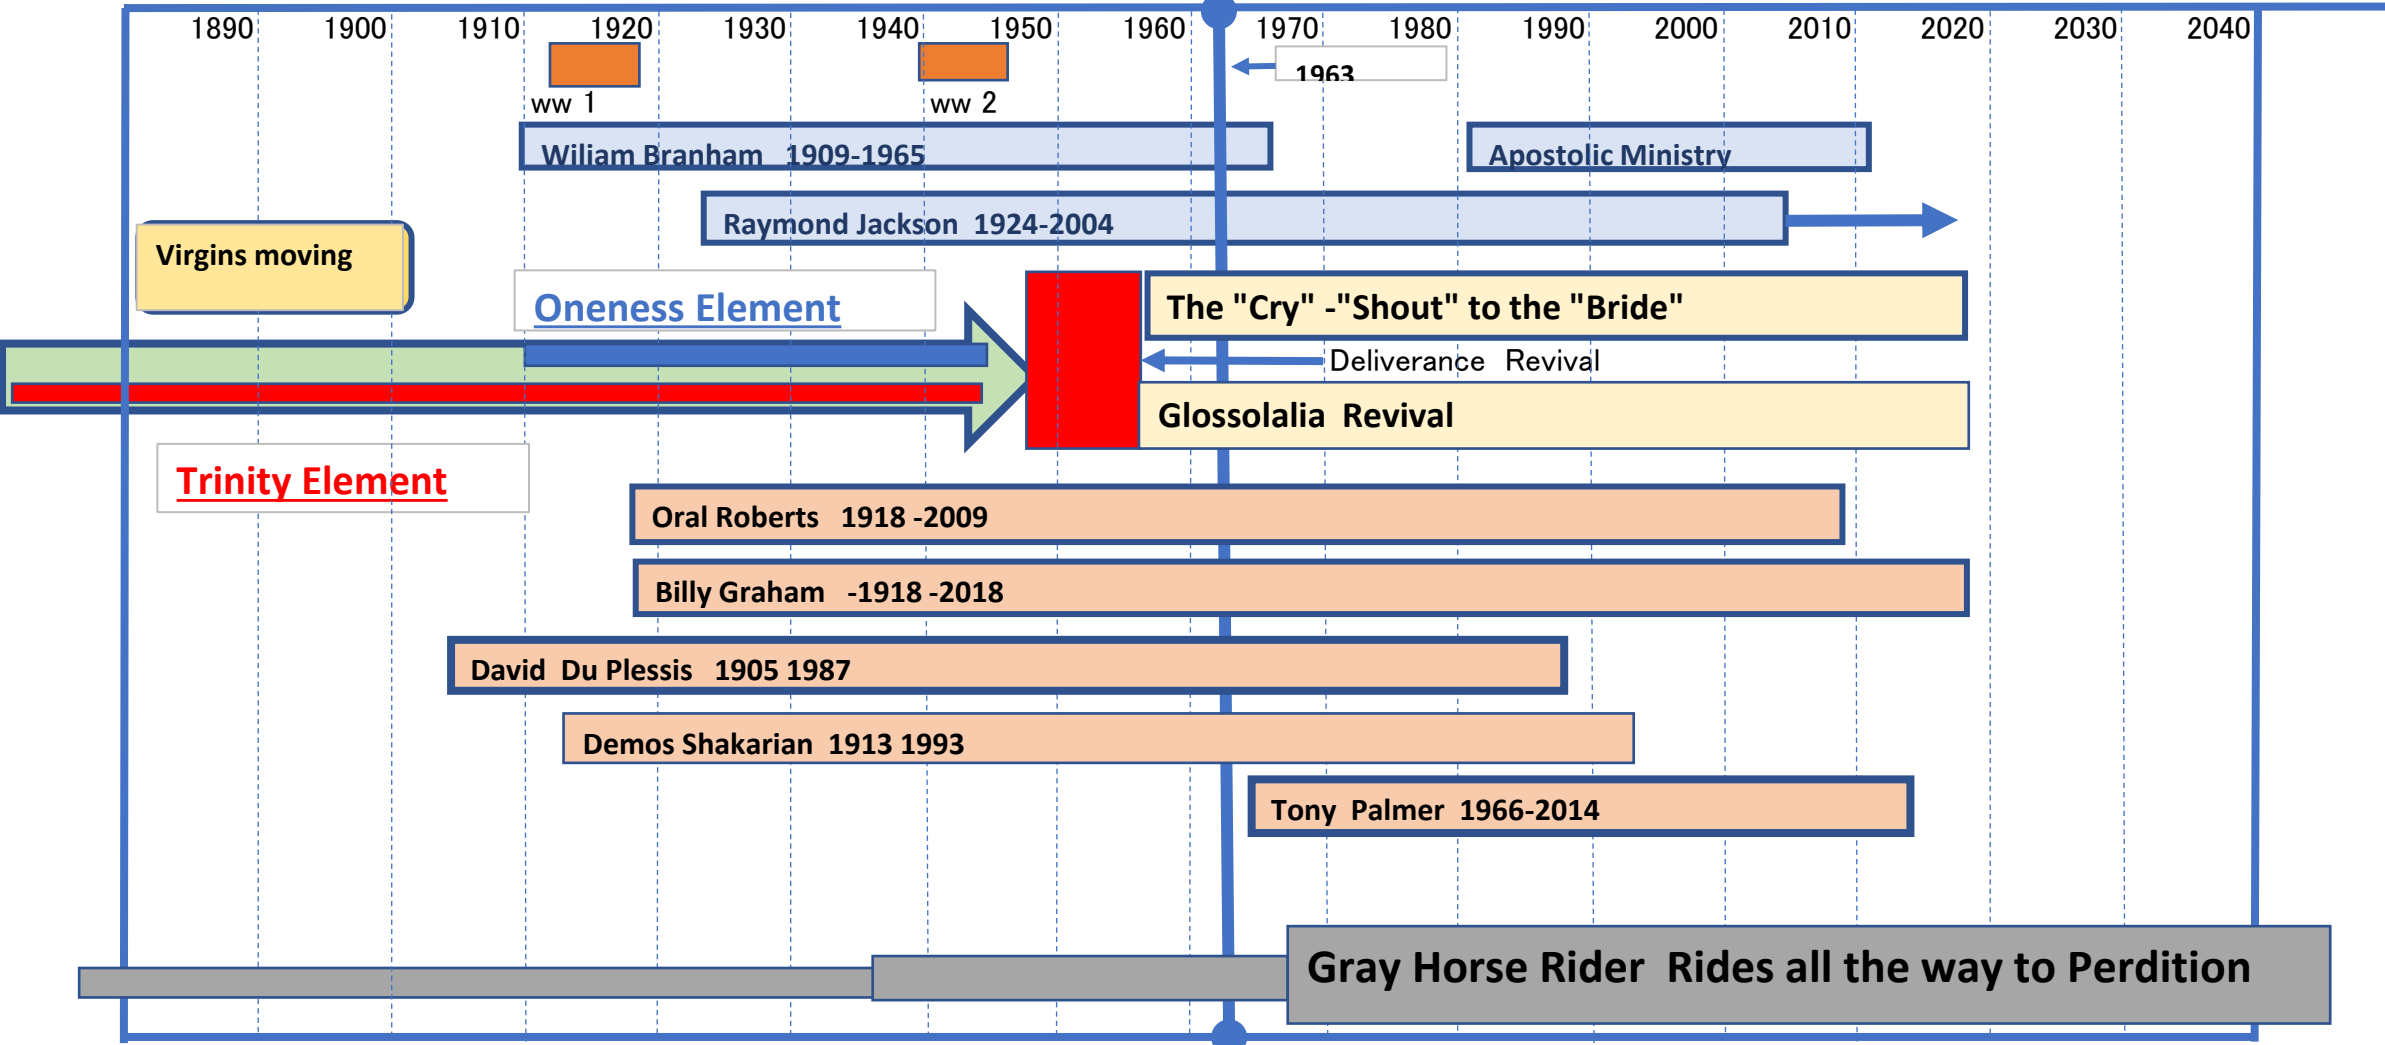 1890 1900 1910 1920 1930 1940 1950 1960 1970 1980 1990 2000 2010 2020 2030 2040
1963
ww 1
ww 2
Wiliam Branham 1909-1965
Apostolic Ministry
Raymond Jackson 1924-2004
Virgins moving
Oneness Element
The "Cry" -"Shout" to the "Bride"
Deliverance Revival
Glossolalia Revival
Trinity Element
Oral Roberts 1918 -2009
Billy Graham -1918 -2018
David Du Plessis 1905 1987
Demos Shakarian 1913 1993
Tony Palmer 1966-2014
Gray Horse Rider Rides all the way to Perdition